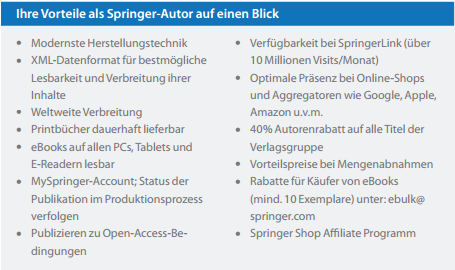 Ihre Vorteile als Springer-Autor auf einen Blick
• Modernste Herstellungstechnik
• XML-Datenformat für bestmögliche
Lesbarkeit und Verbreitung ihrer
Inhalte
• Weltweite Verbreitung
• Printbücher dauerhaft lieferbar
• eBooks auf allen PCs, Tablets und
E-Readern lesbar
• MySpringer-Account; Status der
Publikation im Produktionsprozess
verfolgen
• Publizieren zu Open-Access-Be-
dingungen
• Verfügbarkeit bei SpringerLink (über
10 Millionen Visits/Monat)
• Optimale Präsenz bei Online-Shops
und Aggregatoren wie Google, Apple,
Amazon u.v.m.
• 40% Autorenrabatt auf alle Titel der
Verlagsgruppe
• Vorteilspreise bei Mengenabnahmen
• Rabatte für Käufer von eBooks
(mind. 10 Exemplare) unter: ebulk@
springer.com
• Springer Shop Affiliate Programm